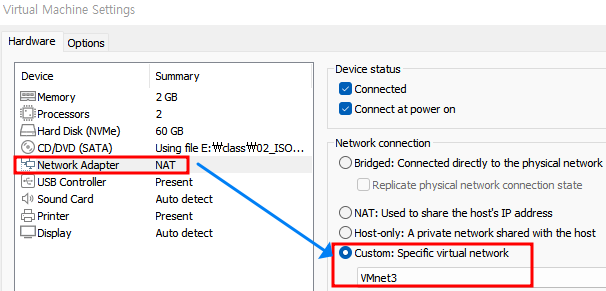 Virtual Machine Settings
Hardware Options
Device Summary
Memory 2 GB
Processors 2
Hard Disk (NVMe) 60 GB
CD/DVD (SATA) Using file E:₩class₩02_ISO...
Network Adapter NAT
USB Controller Present
Sound Card Auto detect
Printer Present
Display Auto detect
Device status
Connected
Connect at power on
Network connection
Bridged: Connected directly to the physical network
Replicate physical network connection state
NAT: Used to share the host's IP address
Host-only: A private network shared with the host
Custom: Specific virtual network
VMnet3